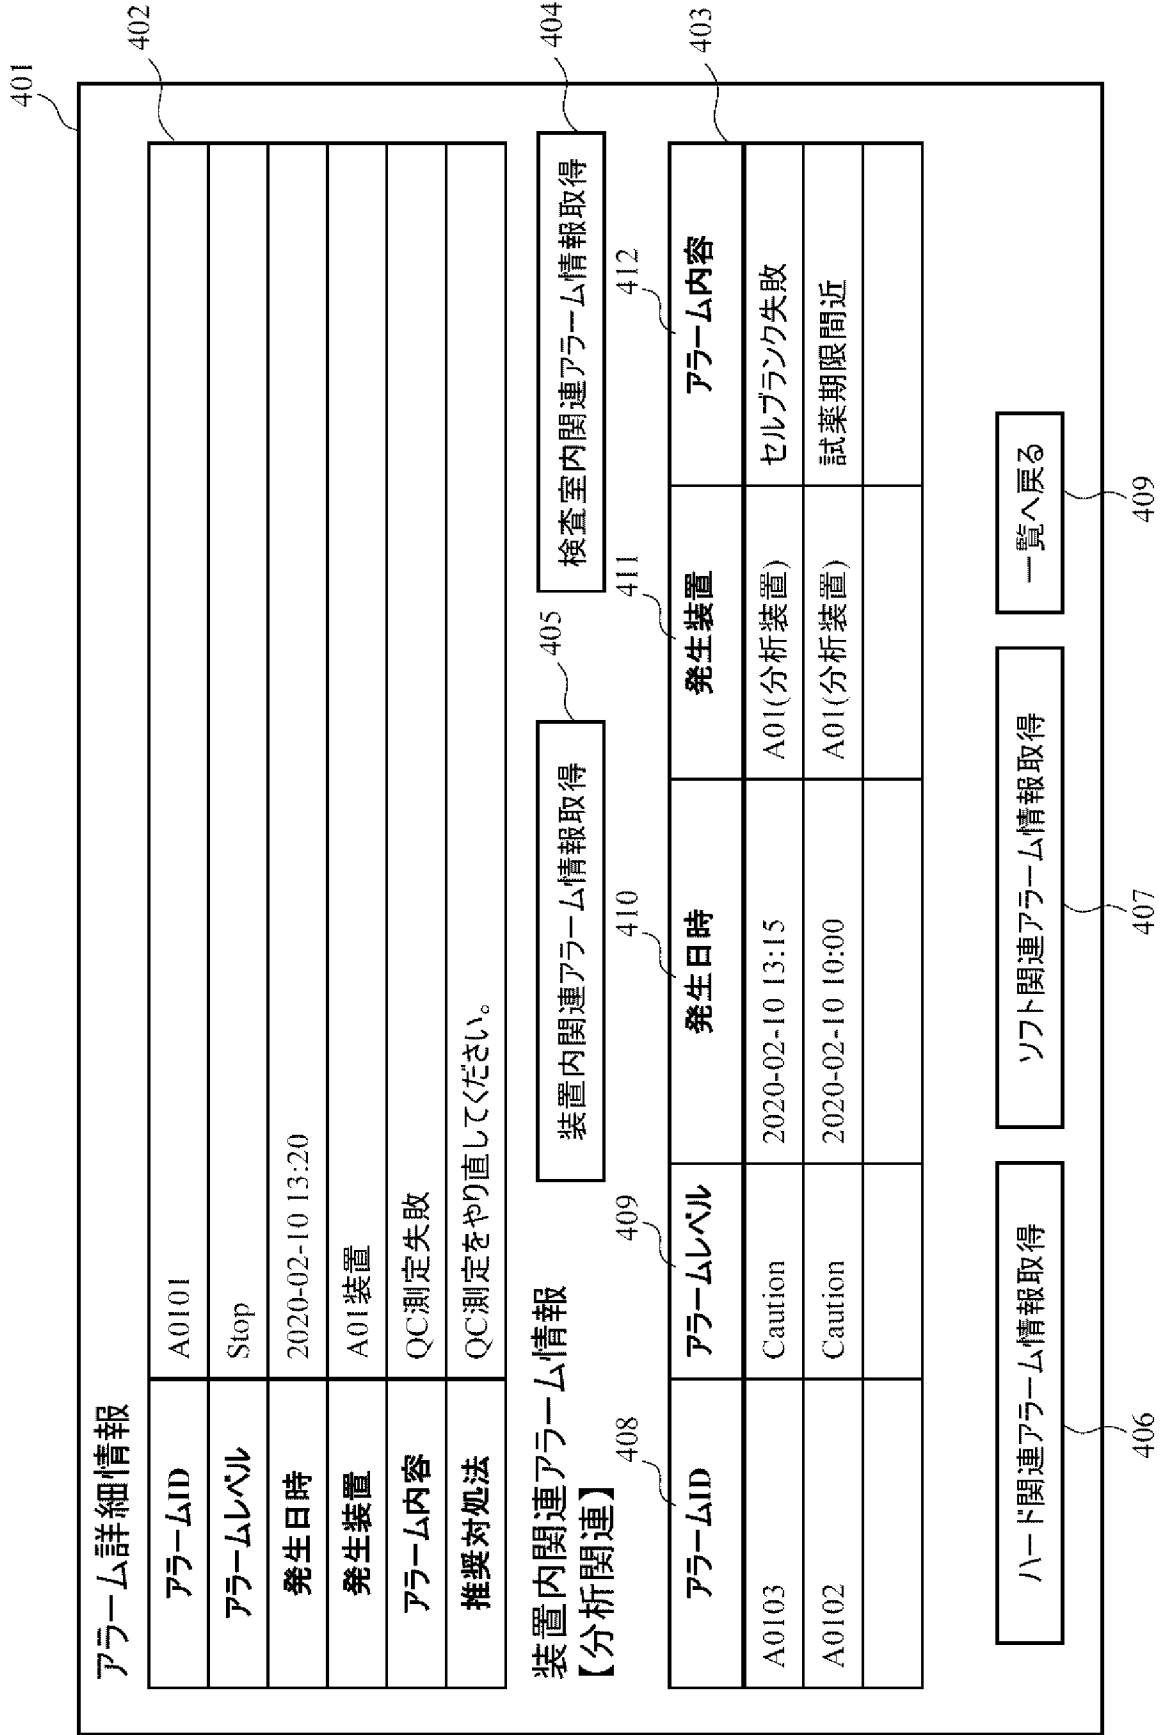 401
アラーム詳細情報
402
アラームID A0101
アラームレベル Stop
発生日時 2020-02-10 13:20
発生装置 A01装置
アラーム内容 QC測定失敗
推奨対処法 QC測定をやり直してください。
装置内関連アラーム情報
【分析関連】
装置内関連アラーム情報取得
405
検査室内関連アラーム情報取得
404
408 409 410 411 412
403
アラームID アラームレベル 発生日時 発生装置 アラーム内容
A0103 Caution 2020-02-10 13:15 A01(分析装置) セルブランク失敗
A0102 Caution 2020-02-10 10:00 A01(分析装置) 試薬期限間近
ハード関連アラーム情報取得 ソフト関連アラーム情報取得 一覧へ戻る
406 407 409